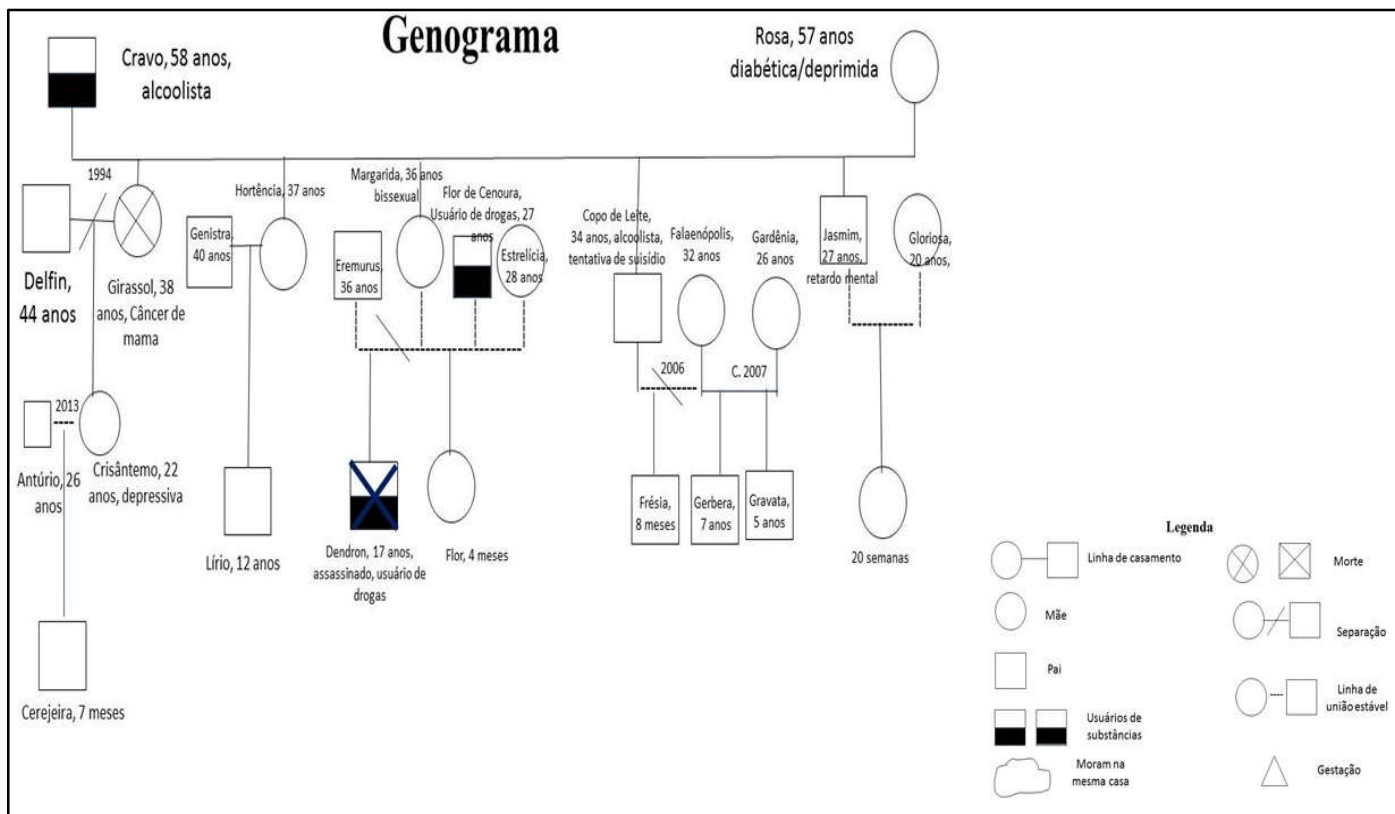 Genograma
Cravo, 58 anos,
alcoolista
Rosa, 57 anos
diabética/deprimida
1994
Delfin,
44 anos
Girassol, 38
anos, Câncer de
mama
Hortência, 37 anos
Genistra,
40 anos
Margarida, 36 anos
bissexual
Eremurus,
36 anos
Flor de Cenoura,
Usuário de drogas, 27
anos
Estrelícia,
28 anos
Copo de Leite,
34 anos, alcoolista,
tentativa de suisídio
Falaenópolis,
32 anos
Gardênia,
26 anos
Jasmim,
27 anos,
retardo mental
Gloriosa,
20 anos,
2006
C. 2007
2013
Antúrio, 26
anos
Crisântemo, 22
anos, depressiva
Lírio, 12 anos
Dendron, 17 anos,
assassinado, usuário de
drogas
Flor, 4 meses
Frésia,
8 meses
Gerbera,
7 anos
Gravata,
5 anos
20 semanas
Cerejeira, 7 meses
Legenda
Linha de casamento
Morte
Mãe
Separação
Pai
Linha de
união estável
Usuários de
substâncias
Moram na
mesma casa
Gestação